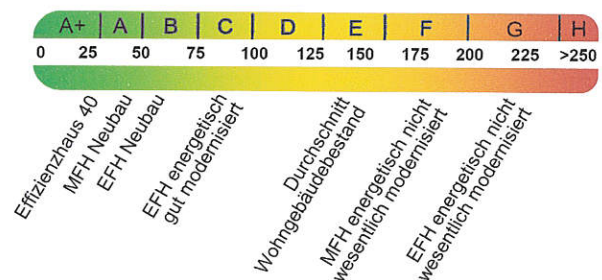 A+ A B C D E F G H
0 25 50 75 100 125 150 175 200 225 >250
Effizienzhaus 40
MFH Neubau
EFH Neubau
EFH energetisch
gut modernisiert
Durchschnitt
Wohngebäudebestand
MFH energetisch nicht
wesentlich modernisiert
EFH energetisch nicht
wesentlich modernisiert